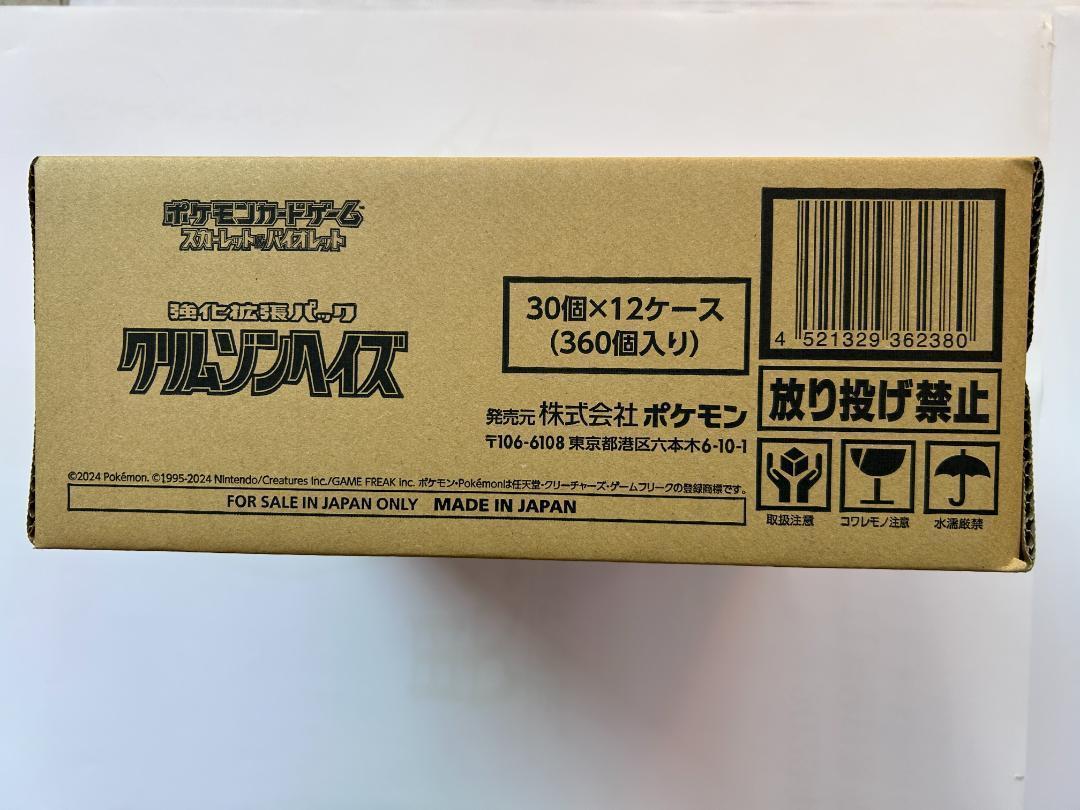 ポケモンカードゲーム
スカーレット&バイオレット
強化拡張パック
クリムゾンヘイズ
30個×12ケース
(360個入り)
発売元 株式会社 ポケモン
〒106-6108 東京都港区六本木6-10-1
©2024 Pokémon. ©1995-2024 Nintendo/Creatures Inc./GAME FREAK inc. ポケモン・Pokémonは任天堂・クリーチャーズ・ゲームフリークの登録商標です。
FOR SALE IN JAPAN ONLY MADE IN JAPAN
4 521329 362380
放り投げ禁止
取扱注意 コワレモノ注意 水濡厳禁